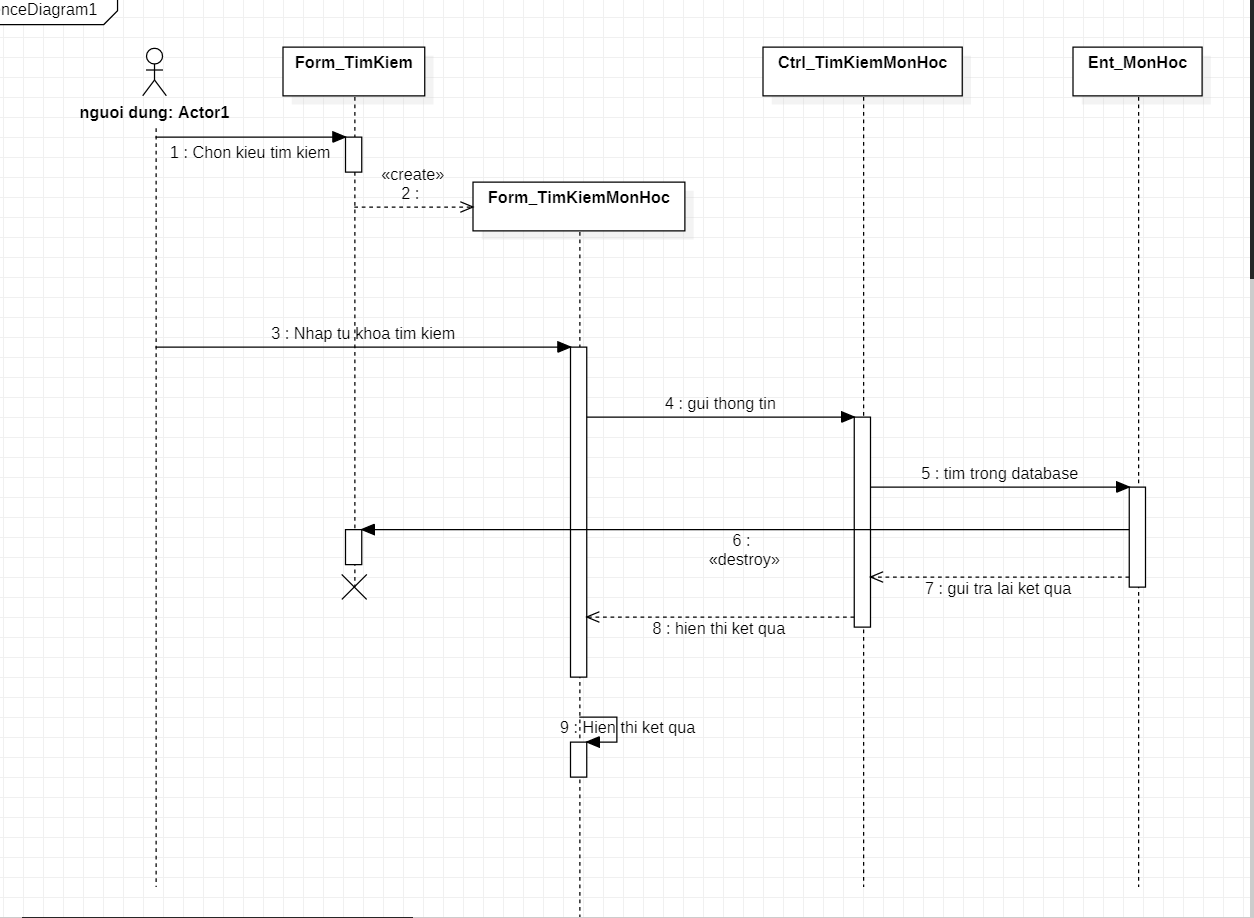 nceDiagram1
Form_TimKiem
Ctrl_TimKiemMonHoc
Ent_MonHoc
nguoi dung: Actor1
1 : Chon kieu tim kiem
«create»
2 :
Form_TimKiemMonHoc
3 : Nhap tu khoa tim kiem
4 : gui thong tin
5 : tim trong database
6 :
«destroy»
7 : gui tra lai ket qua
8 : hien thi ket qua
9 : Hien thi ket qua